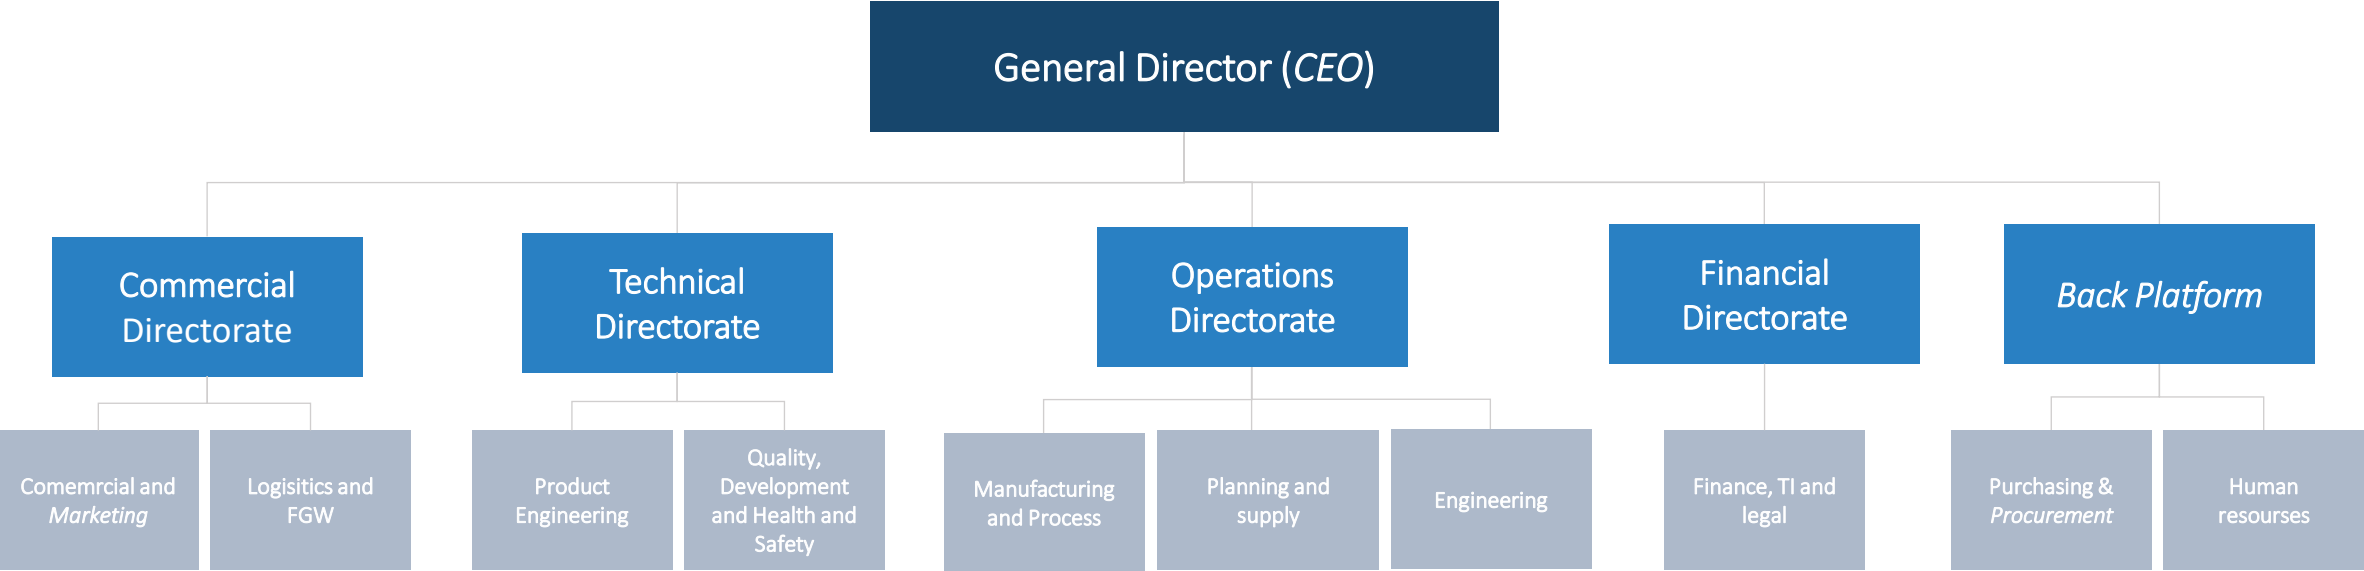 General Director (CEO)
Commercial
Directorate
Technical
Directorate
Operations
Directorate
Financial
Directorate
Back Platform
Comemrcial and
Marketing
Logisitics and
FGW
Product
Engineering
Quality,
Development
and Health and
Safety
Manufacturing
and Process
Planning and
supply
Engineering
Finance, TI and
legal
Purchasing &
Procurement
Human
resourses